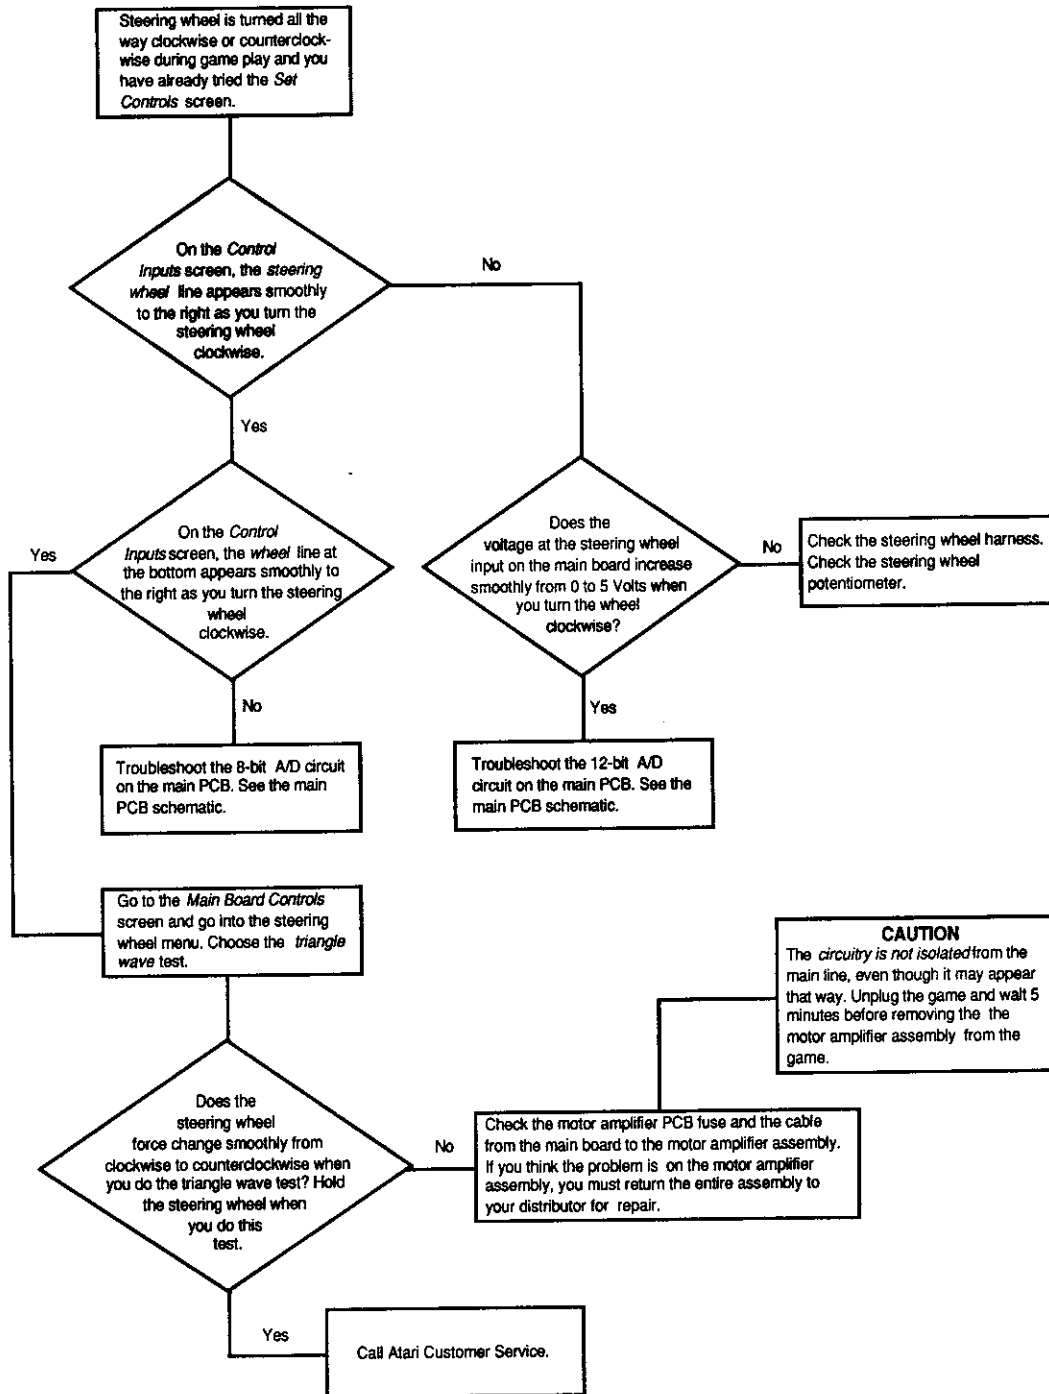 Steering wheel is turned all the
way clockwise or counterclock-
wise during game play and you
have already tried the Set
Controls screen.
On the Control
Inputs screen, the steering
wheel line appears smoothly
to the right as you turn the
steering wheel
clockwise.
No
Yes
On the Control
Inputs screen, the wheel line at
the bottom appears smoothly to
the right as you turn the steering
wheel
clockwise.
Yes
No
Does the
voltage at the steering wheel
input on the main board increase
smoothly from 0 to 5 Volts when
you turn the wheel
clockwise?
No
Check the steering wheel harness.
Check the steering wheel
potentiometer.
Yes
Troubleshoot the 8-bit A/D circuit
on the main PCB. See the main
PCB schematic.
Troubleshoot the 12-bit A/D
circuit on the main PCB. See the
main PCB schematic.
Go to the Main Board Controls
screen and go into the steering
wheel menu. Choose the triangle
wave test.
CAUTION
The circuitry is not isolated from the
main line, even though it may appear
that way. Unplug the game and wait 5
minutes before removing the the
motor amplifier assembly from the
game.
Does the
steering wheel
force change smoothly from
clockwise to counterclockwise when
you do the triangle wave test? Hold
the steering wheel when
you do this
test.
No
Check the motor amplifier PCB fuse and the cable
from the main board to the motor amplifier assembly.
If you think the problem is on the motor amplifier
assembly, you must return the entire assembly to
your distributor for repair.
Yes
Call Atari Customer Service.